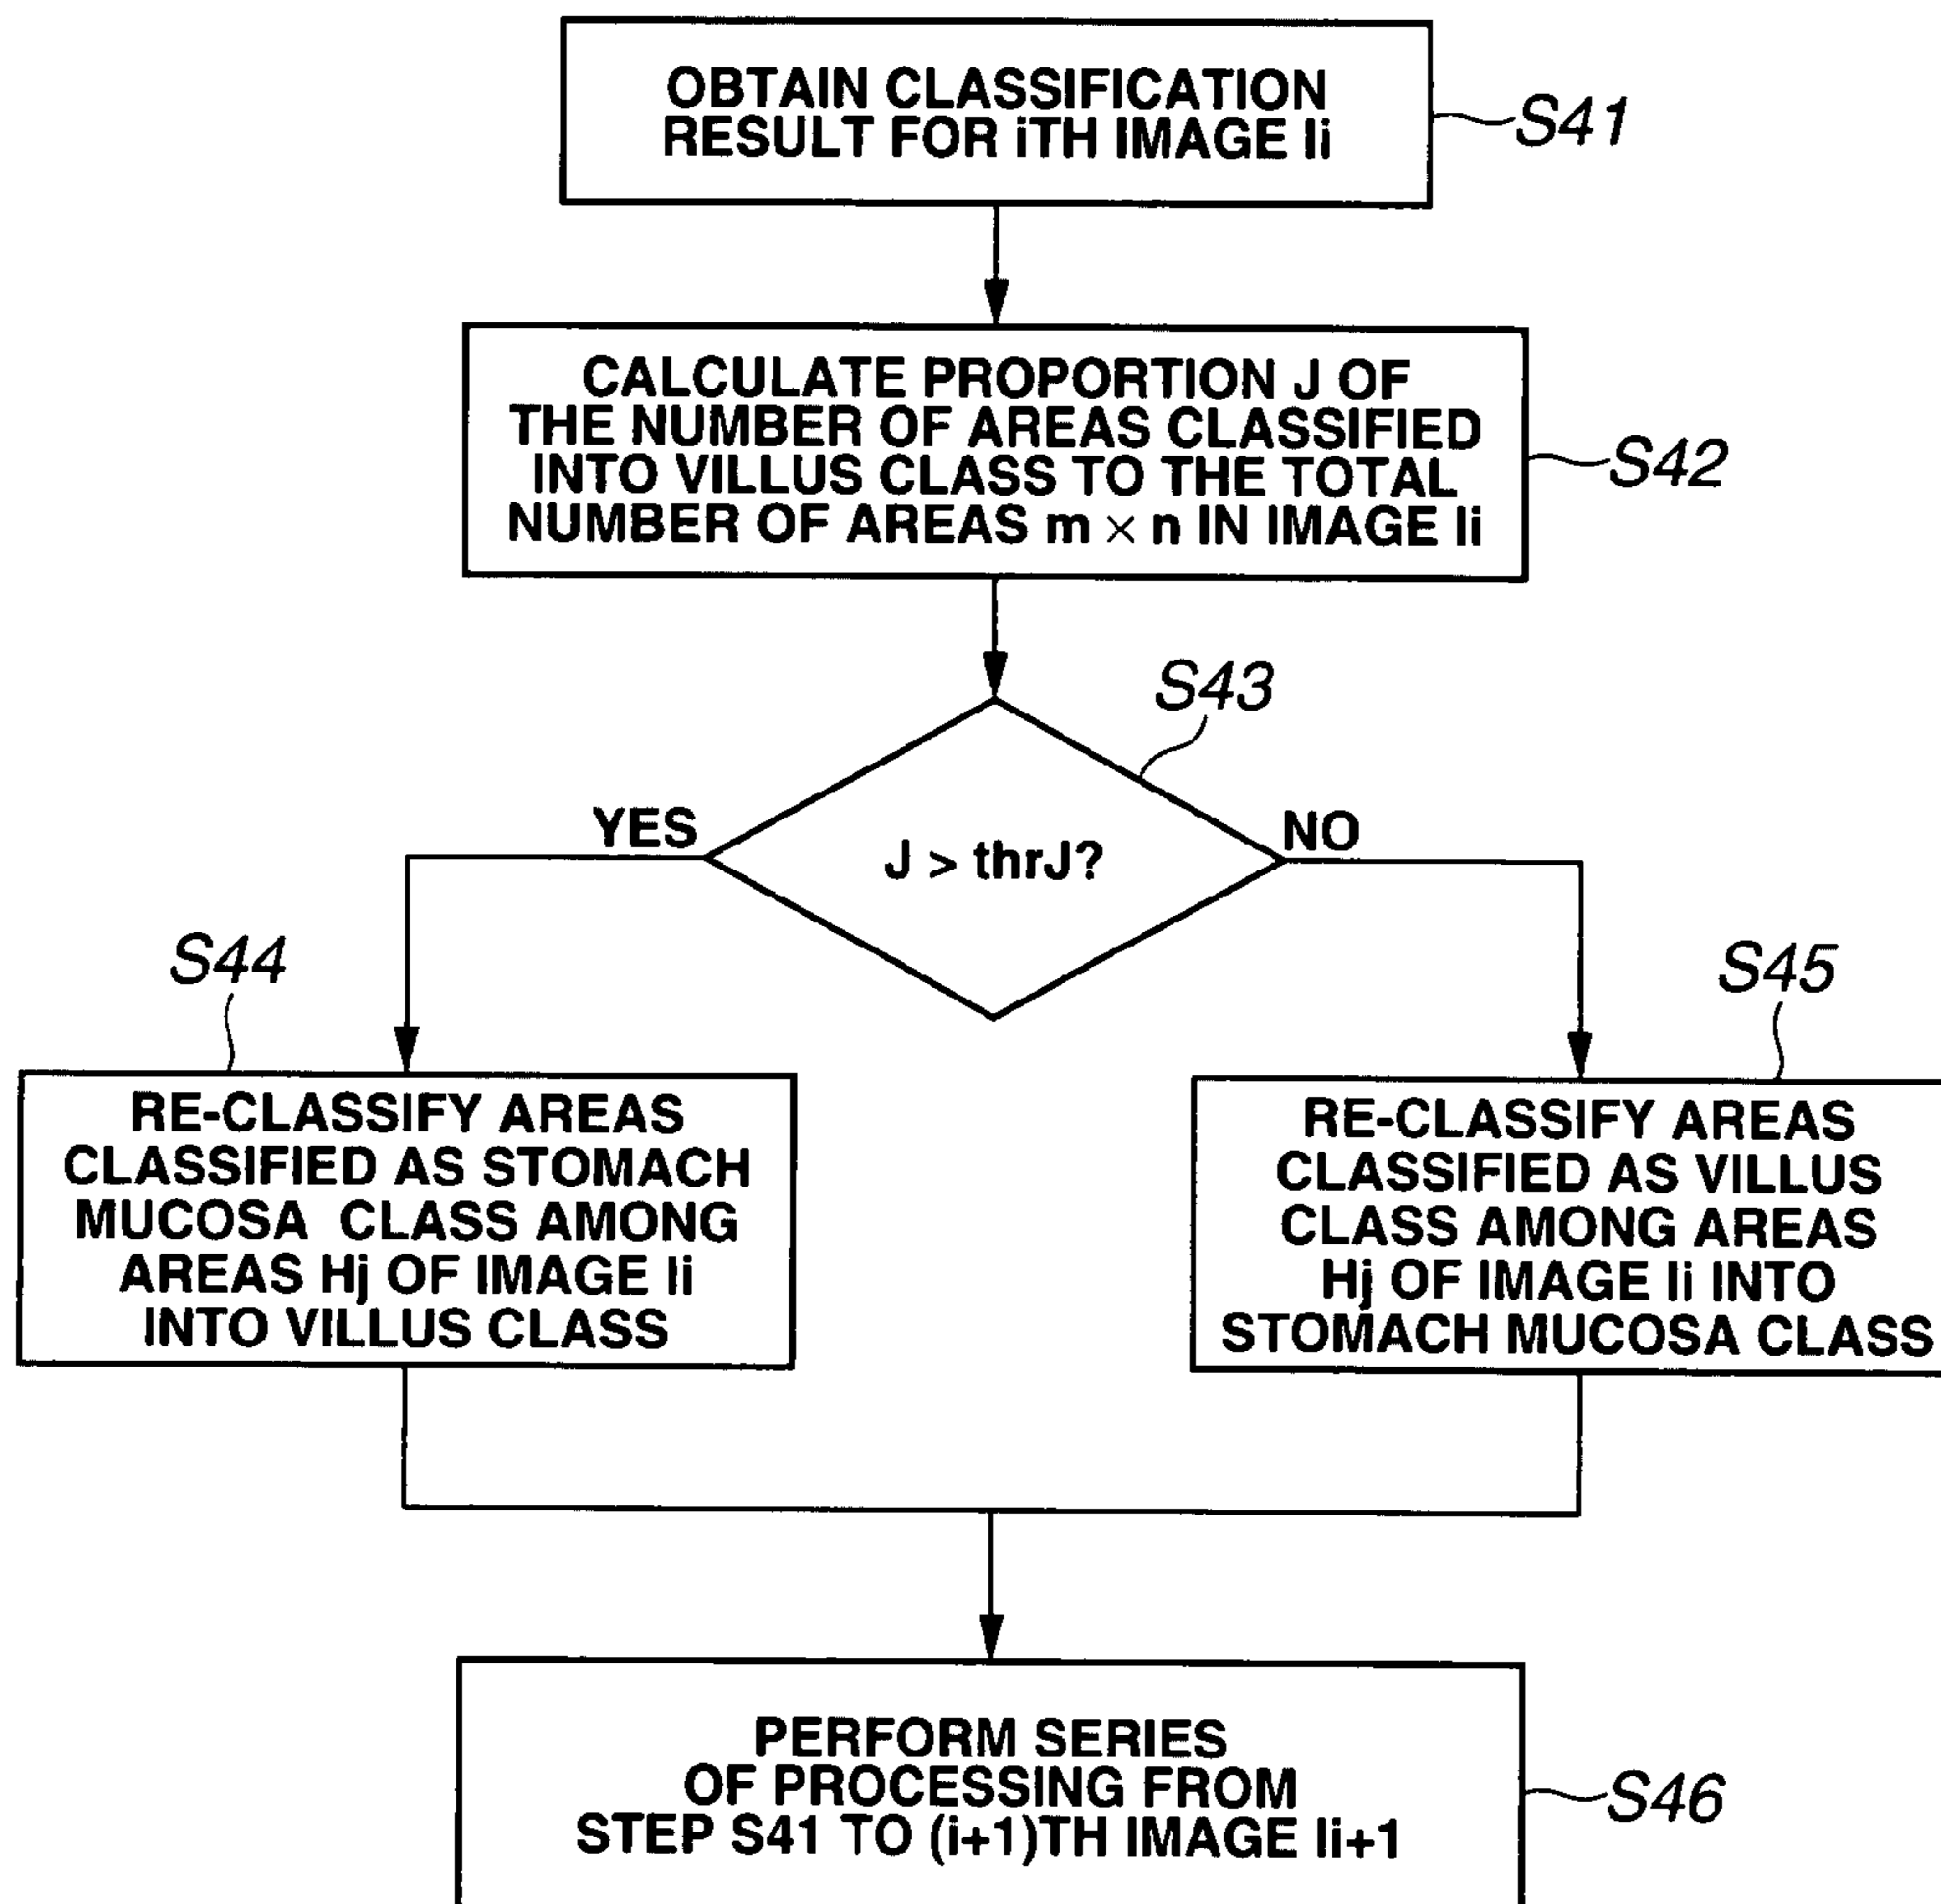 OBTAIN CLASSIFICATION
RESULT FOR iTH IMAGE Ii
S41
CALCULATE PROPORTION J OF
THE NUMBER OF AREAS CLASSIFIED
INTO VILLUS CLASS TO THE TOTAL
NUMBER OF AREAS m × n IN IMAGE Ii
S42
S43
YES
J > thrJ?
NO
S44
RE-CLASSIFY AREAS
CLASSIFIED AS STOMACH
MUCOSA CLASS AMONG
AREAS Hj OF IMAGE Ii
INTO VILLUS CLASS
S45
RE-CLASSIFY AREAS
CLASSIFIED AS VILLUS
CLASS AMONG AREAS
Hj OF IMAGE Ii INTO
STOMACH MUCOSA CLASS
PERFORM SERIES
OF PROCESSING FROM
STEP S41 TO (i+1)TH IMAGE Ii+1
S46